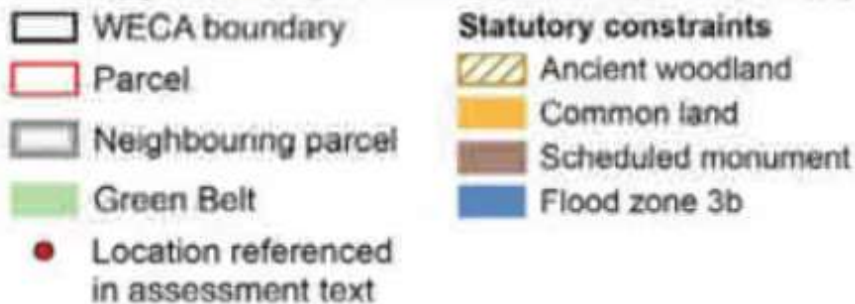 WECA boundary
Parcel
Neighbouring parcel
Green Belt
Location referenced
in assessment text
Statutory constraints
Ancient woodland
Common land
Scheduled monument
Flood zone 3b